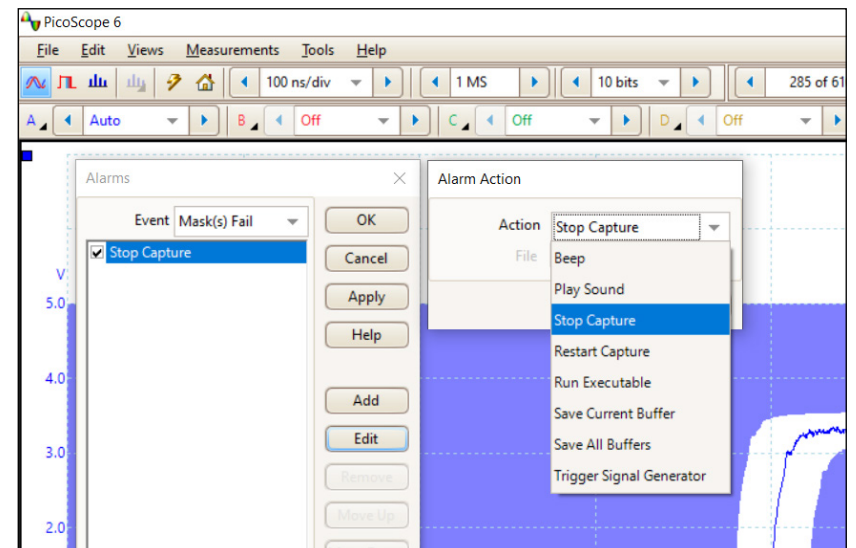 PicoScope 6
File Edit Views Measurements Tools Help
100 ns/div 1 MS 10 bits 285 of 61
A Auto B Off C Off D Off
Alarms
Event Mask(s) Fail
Stop Capture
OK
Cancel
Apply
Help
Add
Edit
Remove
Move Up
Alarm Action
Action Stop Capture
File
Beep
Play Sound
Stop Capture
Restart Capture
Run Executable
Save Current Buffer
Save All Buffers
Trigger Signal Generator
V
5.0
4.0
3.0
2.0